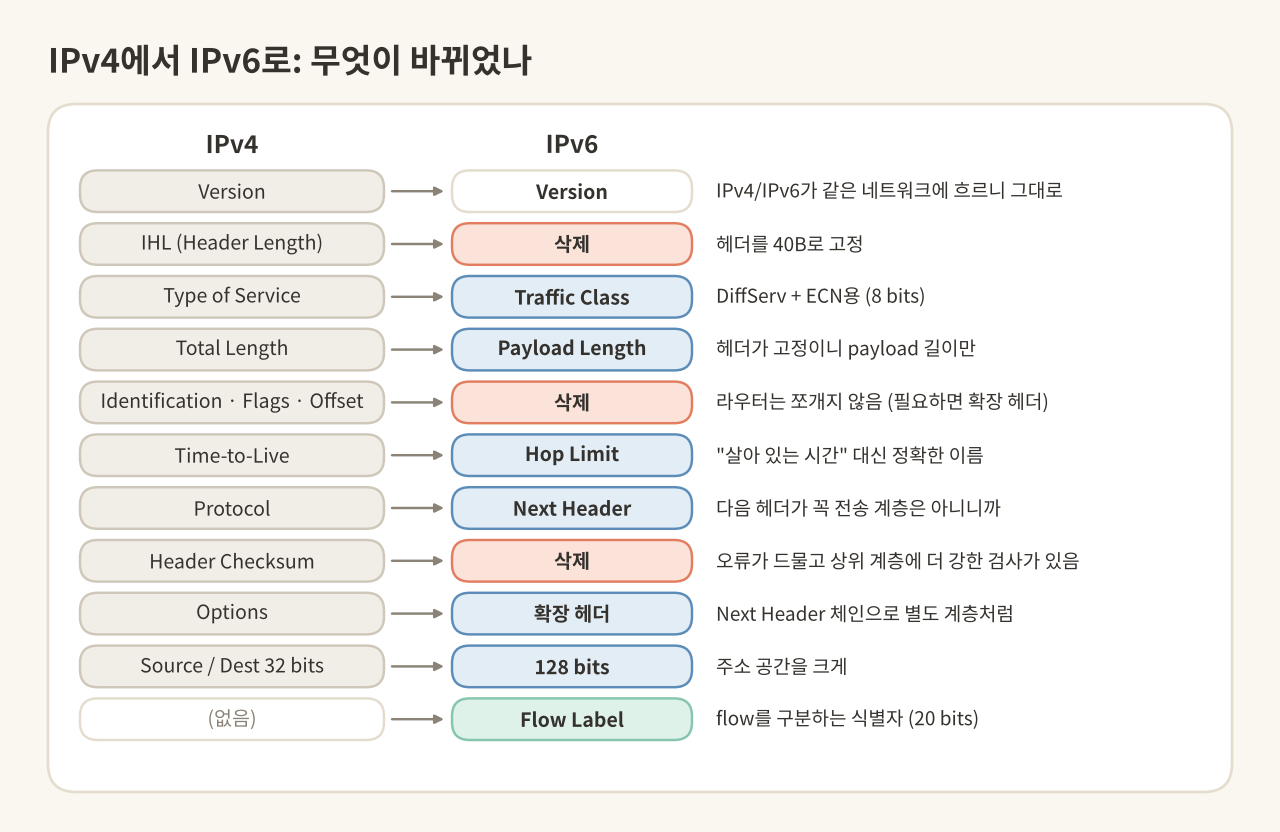 IPv4에서 IPv6로: 무엇이 바뀌었나
IPv4 IPv6
Version Version IPv4/IPv6가 같은 네트워크에 흐르니 그대로
IHL (Header Length) 삭제 헤더를 40B로 고정
Type of Service Traffic Class DiffServ + ECN용 (8 bits)
Total Length Payload Length 헤더가 고정이니 payload 길이만
Identification · Flags · Offset 삭제 라우터는 쪼개지 않음 (필요하면 확장 헤더)
Time-to-Live Hop Limit "살아 있는 시간" 대신 정확한 이름
Protocol Next Header 다음 헤더가 꼭 전송 계층은 아니니까
Header Checksum 삭제 오류가 드물고 상위 계층에 더 강한 검사가 있음
Options 확장 헤더 Next Header 체인으로 별도 계층처럼
Source / Dest 32 bits 128 bits 주소 공간을 크게
(없음) Flow Label flow를 구분하는 식별자 (20 bits)